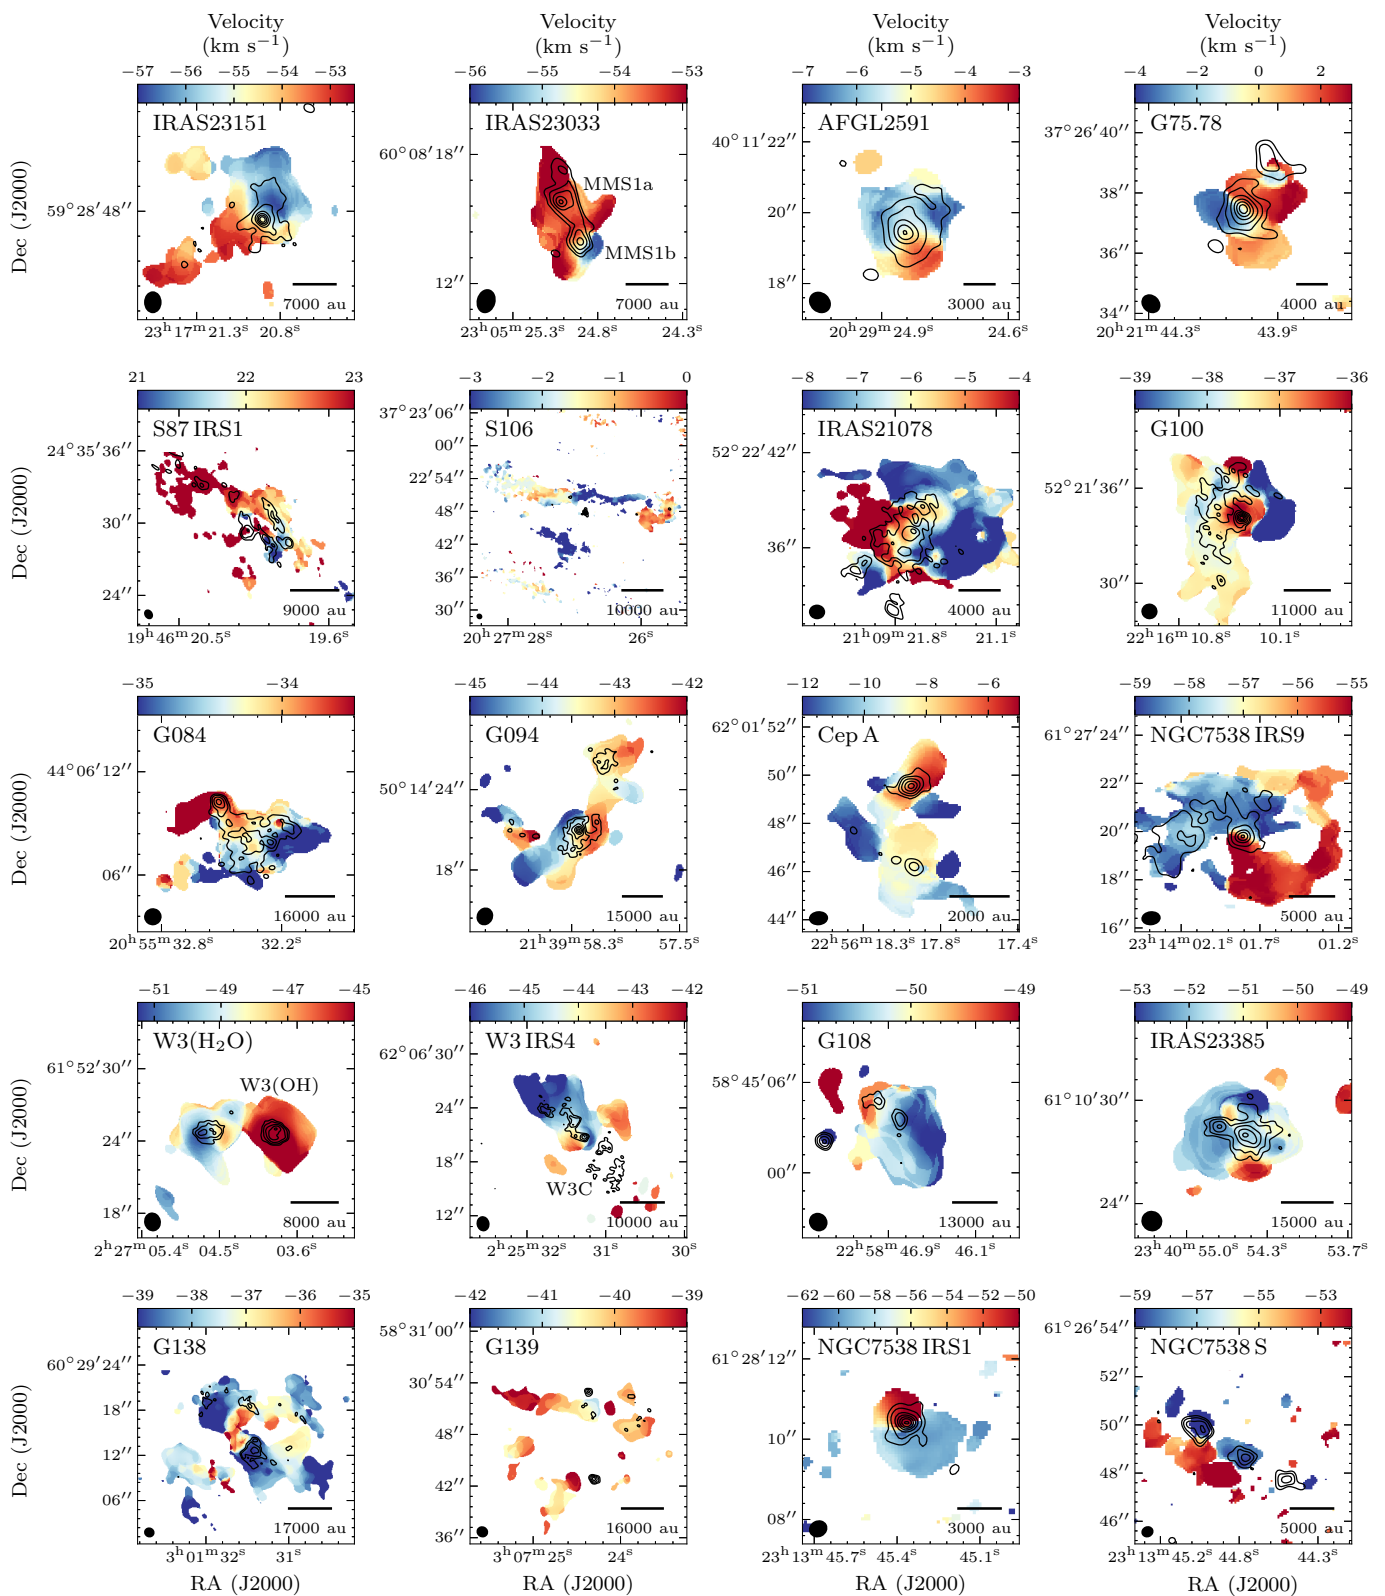 Velocity Velocity Velocity Velocity
(km s⁻¹) (km s⁻¹) (km s⁻¹) (km s⁻¹)
−57 −56 −55 −54 −53 −56 −55 −54 −53 −7 −6 −5 −4 −3 −4 −2 0 2
IRAS23151 IRAS23033 AFGL2591 G75.78
59°28′48′′ 60°08′18′′ 12′′ 40°11′22′′ 20′′ 18′′ 37°26′40′′ 38′′ 36′′ 34′′
MMS1a
MMS1b
Dec (J2000)
7000 au 7000 au 3000 au 4000 au
23ʰ17ᵐ21.3ˢ 20.8ˢ 23ʰ05ᵐ25.3ˢ 24.8ˢ 24.3ˢ 20ʰ29ᵐ24.9ˢ 24.6ˢ 20ʰ21ᵐ44.3ˢ 43.9ˢ
21 22 23 −3 −2 −1 0 −8 −7 −6 −5 −4 −39 −38 −37 −36
S87 IRS1 S106 IRAS21078 G100
24°35′36′′ 30′′ 24′′ 37°23′06′′ 00′′ 22′54′′ 48′′ 42′′ 36′′ 30′′ 52°22′42′′ 36′′ 52°21′36′′ 30′′
Dec (J2000)
9000 au 10000 au 4000 au 11000 au
19ʰ46ᵐ20.5ˢ 19.6ˢ 20ʰ27ᵐ28ˢ 26ˢ 21ʰ09ᵐ21.8ˢ 21.1ˢ 22ʰ16ᵐ10.8ˢ 10.1ˢ
−35 −34 −45 −44 −43 −42 −12 −10 −8 −6 −59 −58 −57 −56 −55
G084 G094 Cep A NGC7538 IRS9
44°06′12′′ 06′′ 50°14′24′′ 18′′ 62°01′52′′ 50′′ 48′′ 46′′ 44′′ 61°27′24′′ 22′′ 20′′ 18′′ 16′′
Dec (J2000)
16000 au 15000 au 2000 au 5000 au
20ʰ55ᵐ32.8ˢ 32.2ˢ 21ʰ39ᵐ58.3ˢ 57.5ˢ 22ʰ56ᵐ18.3ˢ 17.8ˢ 17.4ˢ 23ʰ14ᵐ02.1ˢ 01.7ˢ 01.2ˢ
−51 −49 −47 −45 −46 −45 −44 −43 −42 −51 −50 −49 −53 −52 −51 −50 −49
W3(H₂O) W3 IRS4 G108 IRAS23385
W3(OH)
61°52′30′′ 24′′ 18′′ 62°06′30′′ 24′′ 18′′ 12′′ 58°45′06′′ 00′′ 61°10′30′′ 24′′
W3C
Dec (J2000)
8000 au 10000 au 13000 au 15000 au
2ʰ27ᵐ05.4ˢ 04.5ˢ 03.6ˢ 2ʰ25ᵐ32ˢ 31ˢ 30ˢ 22ʰ58ᵐ46.9ˢ 46.1ˢ 23ʰ40ᵐ55.0ˢ 54.3ˢ 53.7ˢ
−39 −38 −37 −36 −35 −42 −41 −40 −39 −62 −60 −58 −56 −54 −52 −50 −59 −57 −55 −53
G138 G139 NGC7538 IRS1 NGC7538 S
60°29′24′′ 18′′ 12′′ 06′′ 58°31′00′′ 30′54′′ 48′′ 42′′ 36′′ 61°28′12′′ 10′′ 08′′ 61°26′54′′ 52′′ 50′′ 48′′ 46′′
Dec (J2000)
17000 au 16000 au 3000 au 5000 au
3ʰ01ᵐ32ˢ 31ˢ 3ʰ07ᵐ25ˢ 24ˢ 23ʰ13ᵐ45.7ˢ 45.4ˢ 45.1ˢ 23ʰ13ᵐ45.2ˢ 44.8ˢ 44.3ˢ
RA (J2000) RA (J2000) RA (J2000) RA (J2000)